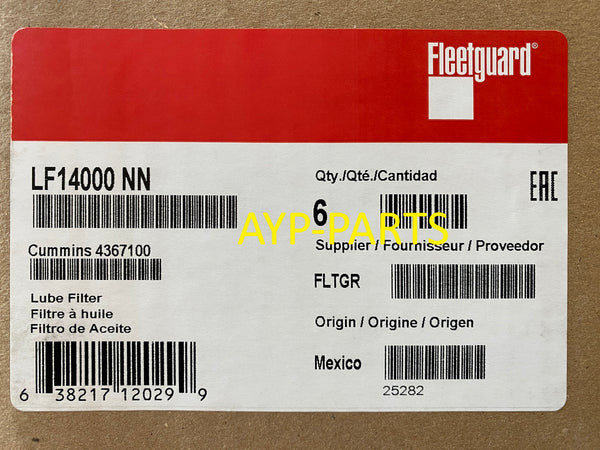 Fleetguard®
LF14000 NN
Qty./Qté./Cantidad
6
EAC
AYP-PARTS
Cummins 4367100
Supplier / Fournisseur / Proveedor
FLTGR
Lube Filter
Filtre à huile
Filtro de Aceite
Origin / Origine / Origen
Mexico
25282
6 38217 12029 9